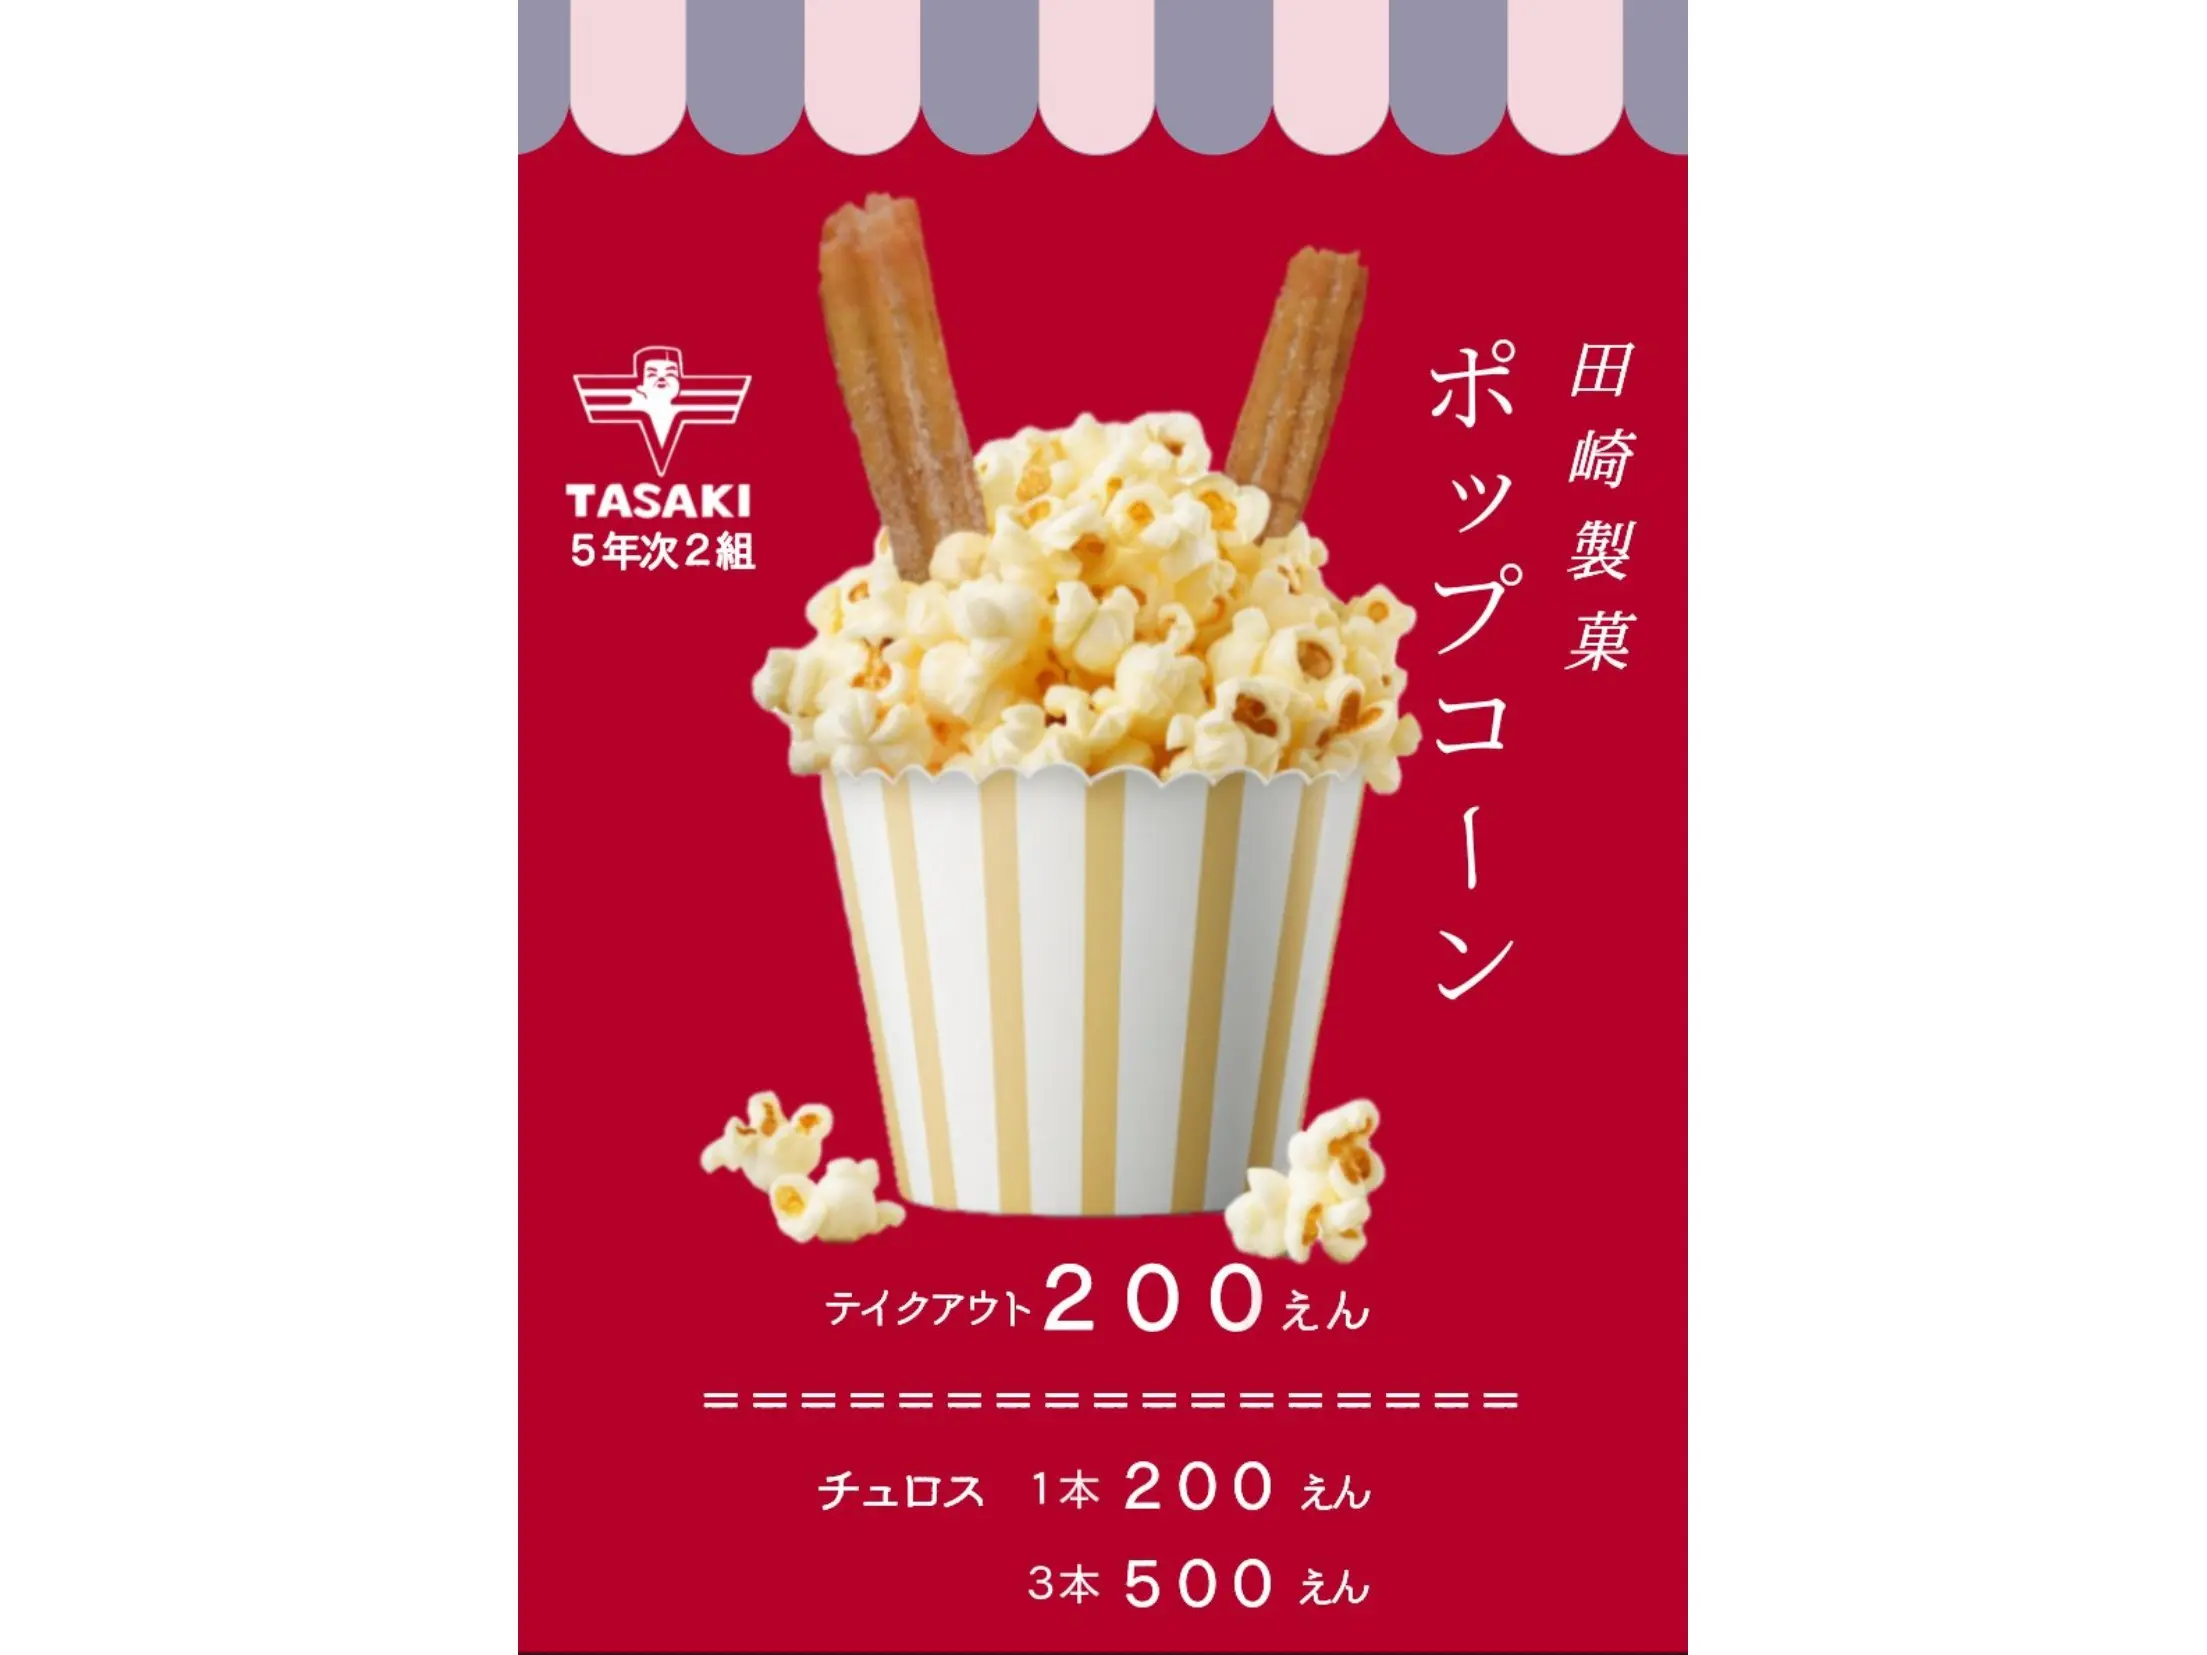 田崎製菓
ポップコーン
TASAKI
5年次2組
テイクアウト200えん
=================
チュロス 1本 200 えん
3本 500 えん